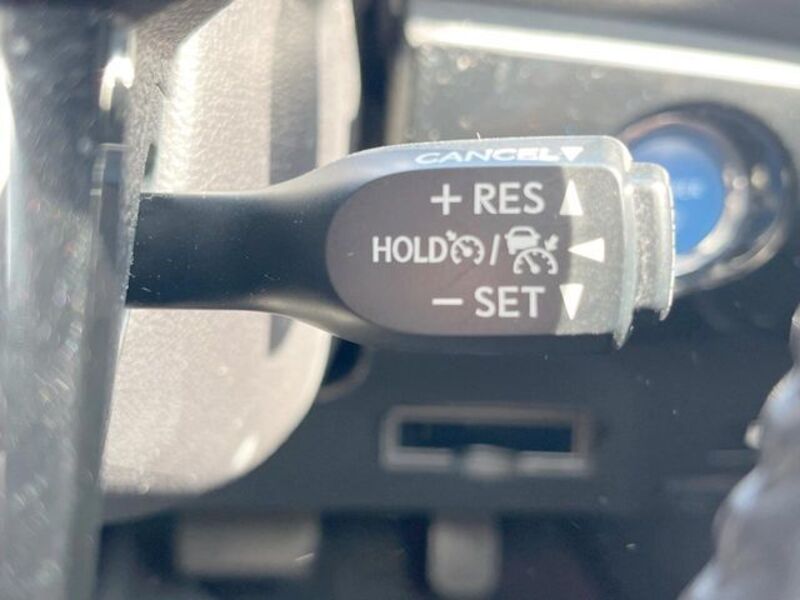 CANCEL▼
+ RES ▲
HOLD / ◀
− SET ▼